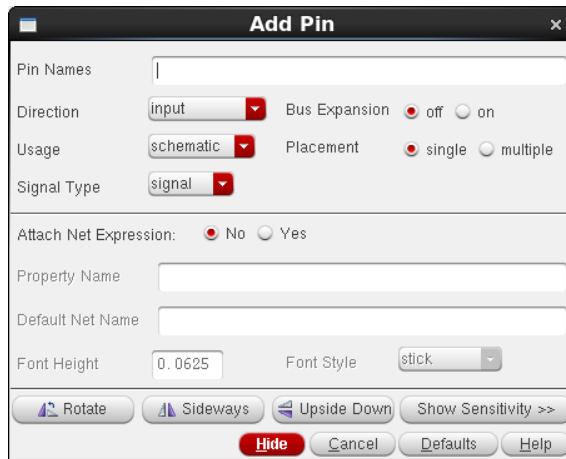 Add Pin
Pin Names
Direction input Bus Expansion off on
Usage schematic Placement single multiple
Signal Type signal
Attach Net Expression: No Yes
Property Name
Default Net Name
Font Height 0.0625 Font Style stick
Rotate Sideways Upside Down Show Sensitivity >>
Hide Cancel Defaults Help